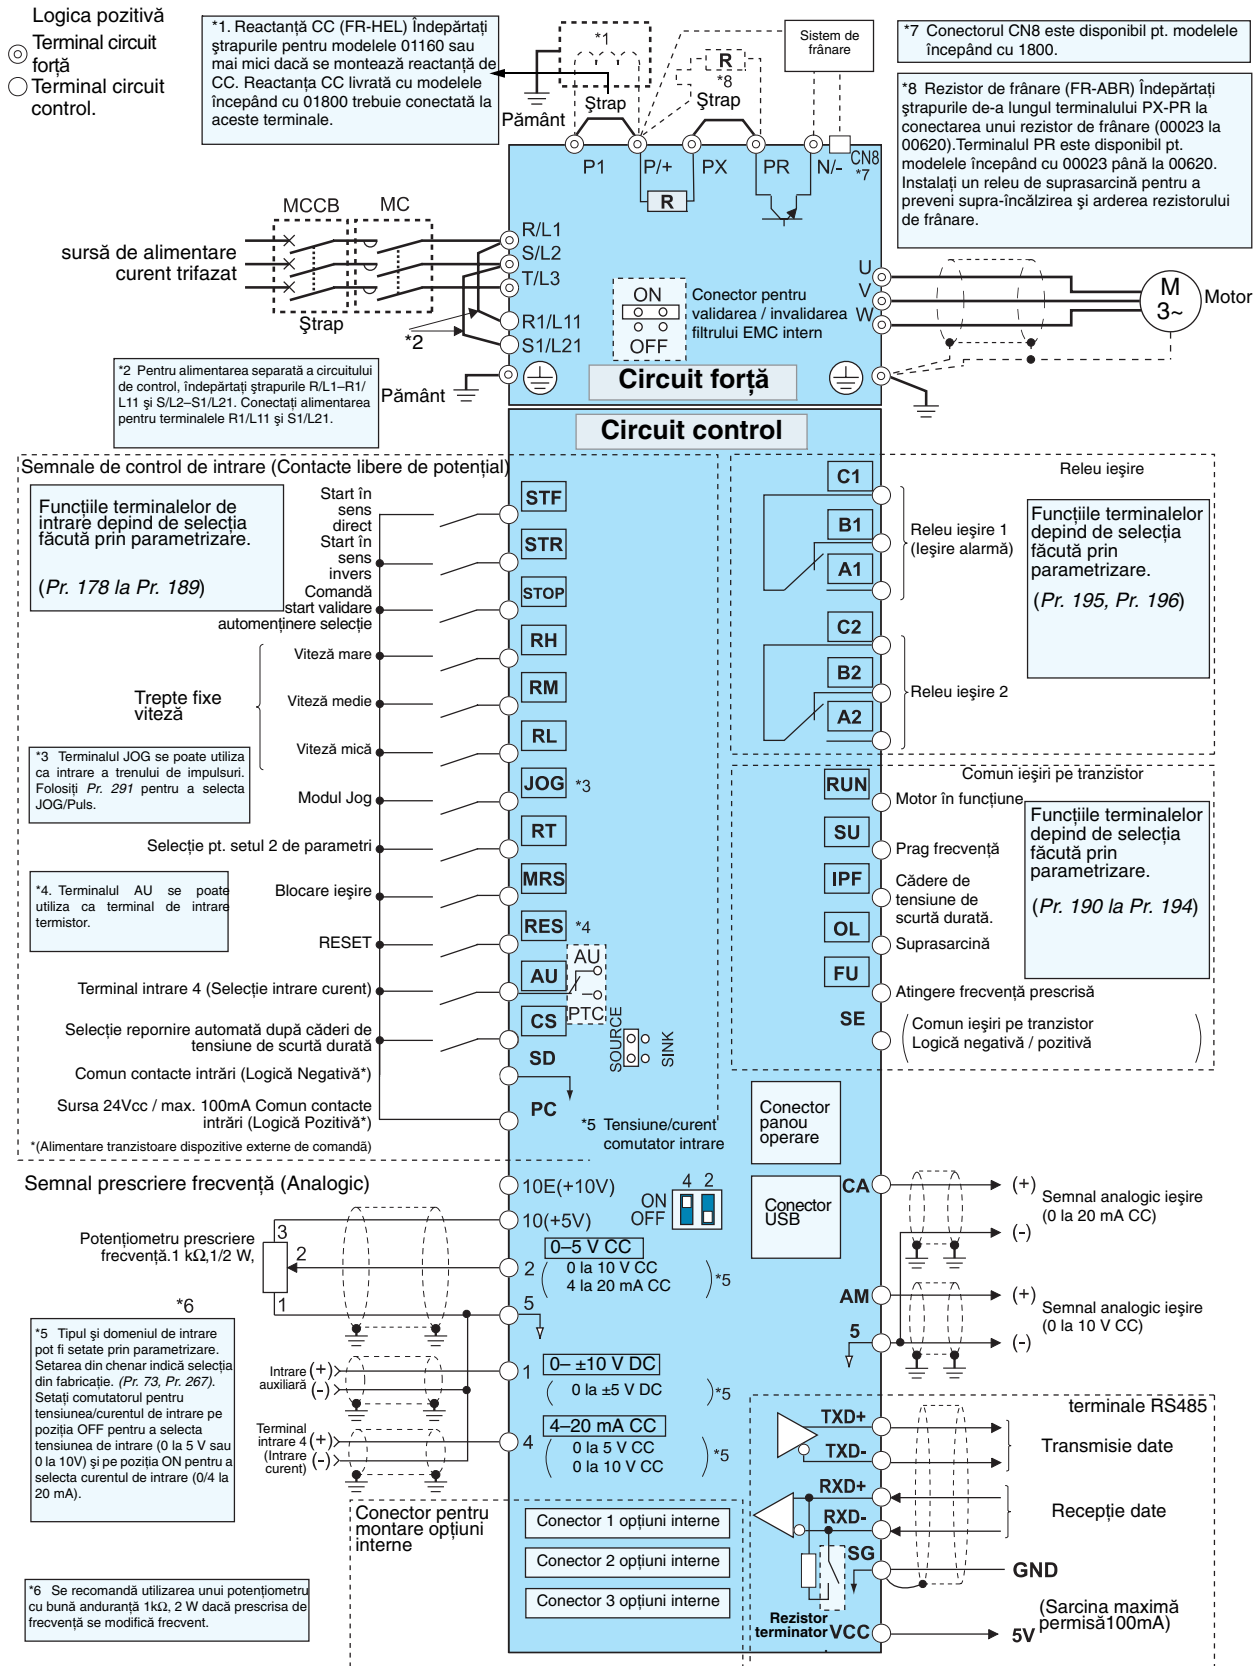 Logica pozitivă
Terminal circuit
forță
Terminal circuit
control.
*1. Reactanță CC (FR-HEL) Îndepărtați
ștrapurile pentru modelele 01160 sau
mai mici dacă se montează reactanță de
CC. Reactanța CC livrată cu modelele
începând cu 01800 trebuie conectată la
aceste terminale.
*1
Pământ
Ștrap
R
*8
Ștrap
Sistem de
frânare
*7 Conectorul CN8 este disponibil pt. modelele
începând cu 1800.
*8 Rezistor de frânare (FR-ABR) Îndepărtați
ștrapurile de-a lungul terminalului PX-PR la
conectarea unui rezistor de frânare (00023 la
00620).Terminalul PR este disponibil pt.
modelele începând cu 00023 până la 00620.
Instalați un releu de suprasarcină pentru a
preveni supra-încălzirea și arderea rezistorului
de frânare.
P1 P/+ PX PR N/- CN8
*7
R
MCCB MC
sursă de alimentare
curent trifazat
Ștrap
*2
R/L1
S/L2
T/L3
R1/L11
S1/L21
ON
OFF
Conector pentru
validarea / invalidarea
filtrului EMC intern
U
V
W
M
3~
Motor
*2 Pentru alimentarea separată a circuitului
de control, îndepărtați ștrapurile R/L1–R1/
L11 și S/L2–S1/L21. Conectați alimentarea
pentru terminalele R1/L11 și S1/L21.
Pământ
Circuit forță
Circuit control
Semnale de control de intrare (Contacte libere de potențial)
Funcțiile terminalelor de
intrare depind de selecția
făcută prin parametrizare.
(Pr. 178 la Pr. 189)
Start în
sens
direct
STF
Start în
sens
invers
STR
Comandă
start validare
automenținere selecție
STOP
Trepte fixe
viteză
Viteză mare
RH
Viteză medie
RM
Viteză mică
RL
*3 Terminalul JOG se poate utiliza
ca intrare a trenului de impulsuri.
Folosiți Pr. 291 pentru a selecta
JOG/Puls.
Modul Jog
JOG *3
Selecție pt. setul 2 de parametri
RT
*4. Terminalul AU se poate
utiliza ca terminal de intrare
termistor.
Blocare ieșire
MRS
RESET
RES *4
Terminal intrare 4 (Selecție intrare curent)
AU
AU
PTC
Selecție repornire automată după căderi de
tensiune de scurtă durată
CS
SOURCE
SINK
Comun contacte intrări (Logică Negativă*)
SD
Sursa 24Vcc / max. 100mA Comun contacte
intrări (Logică Pozitivă*)
PC
*(Alimentare tranzistoare dispozitive externe de comandă)
*5 Tensiune/curent
comutator intrare
Releu ieșire
C1
B1
A1
Releu ieșire 1
(Ieșire alarmă)
Funcțiile terminalelor
depind de selecția
făcută prin
parametrizare.
(Pr. 195, Pr. 196)
C2
B2
A2
Releu ieșire 2
Comun ieșiri pe tranzistor
RUN
Motor în funcțiune
SU
Prag frecvență
IPF
Cădere de
tensiune de
scurtă durată.
OL
Suprasarcină
FU
Atingere frecvență prescrisă
SE
Comun ieșiri pe tranzistor
Logică negativă / pozitivă
Funcțiile terminalelor
depind de selecția
făcută prin
parametrizare.
(Pr. 190 la Pr. 194)
Conector
panou
operare
Conector
USB
Semnal prescriere frecvență (Analogic)
Potențiometru prescriere
frecvență.1 kΩ,1/2 W,
*6
3
2
1
10E(+10V)
10(+5V)
ON
OFF
4 2
0–5 V CC
2
0 la 10 V CC
4 la 20 mA CC
*5
5
*5 Tipul și domeniul de intrare
pot fi setate prin parametrizare.
Setarea din chenar indică selecția
din fabricație. (Pr. 73, Pr. 267).
Setați comutatorul pentru
tensiunea/curentul de intrare pe
poziția OFF pentru a selecta
tensiunea de intrare (0 la 5 V sau
0 la 10V) și pe poziția ON pentru a
selecta curentul de intrare (0/4 la
20 mA).
Intrare (+)
auxiliară (-)
1
0– ±10 V DC
0 la ±5 V DC
*5
Terminal
intrare 4 (+)
(Intrare
curent) (-)
4
4–20 mA CC
0 la 5 V CC
0 la 10 V CC
*5
CA
(+)
(-)
Semnal analogic ieșire
(0 la 20 mA CC)
AM
5
(+)
(-)
Semnal analogic ieșire
(0 la 10 V CC)
terminale RS485
TXD+
TXD-
Transmisie date
RXD+
RXD-
Recepție date
SG
GND
Rezistor
terminator
VCC
5V
(Sarcina maximă
permisă100mA)
Conector pentru
montare opțiuni
interne
Conector 1 opțiuni interne
Conector 2 opțiuni interne
Conector 3 opțiuni interne
*6 Se recomandă utilizarea unui potențiometru
cu bună anduranță 1kΩ, 2 W dacă prescrisa de
frecvență se modifică frecvent.